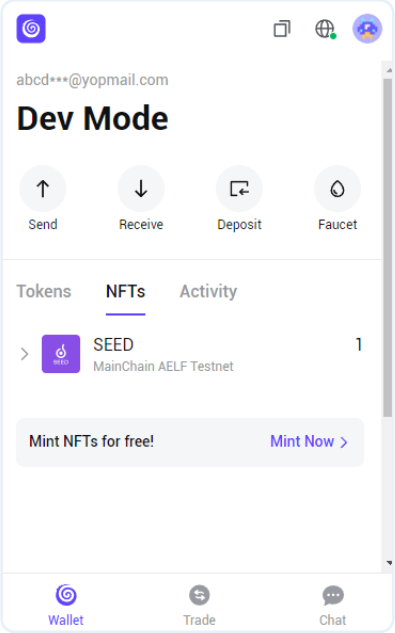 abcd***@yopmail.com
Dev Mode
Send Receive Deposit Faucet
Tokens NFTs Activity
SEED 1
SEED
MainChain AELF Testnet
Mint NFTs for free! Mint Now >
Wallet Trade Chat